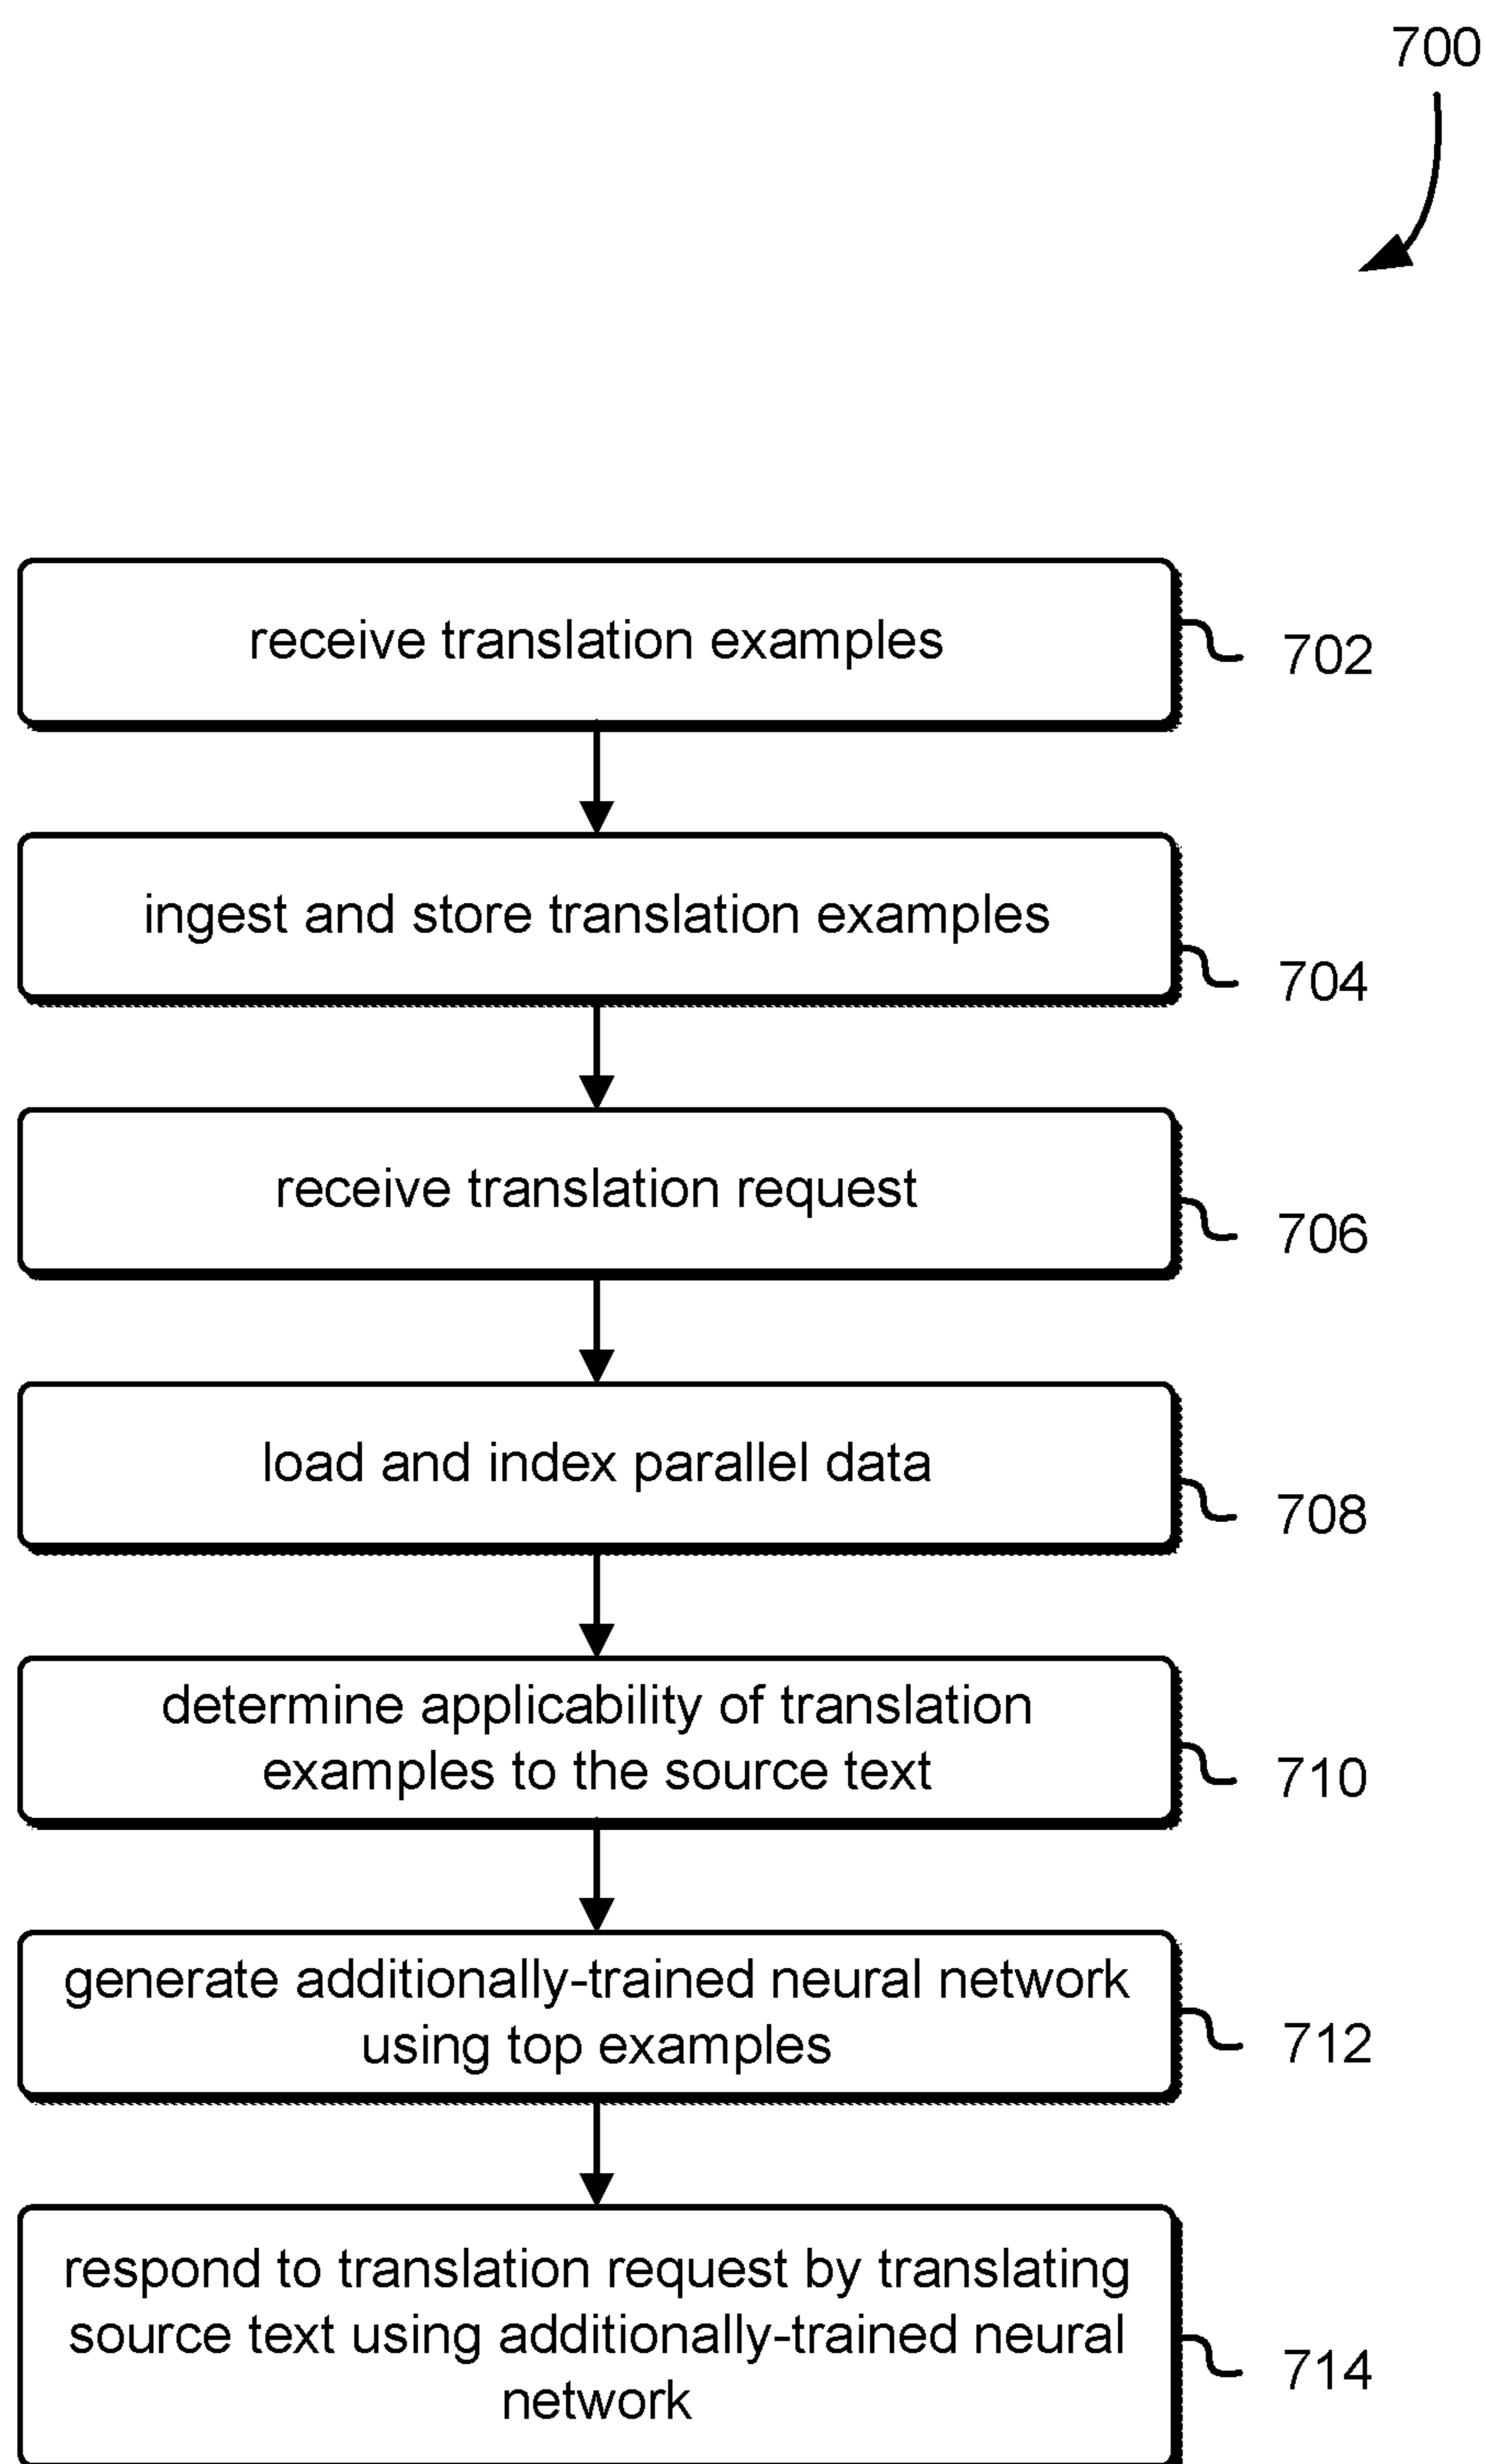 700
receive translation examples
702
ingest and store translation examples
704
receive translation request
706
load and index parallel data
708
determine applicability of translation
examples to the source text
710
generate additionally-trained neural network
using top examples
712
respond to translation request by translating
source text using additionally-trained neural
network
714